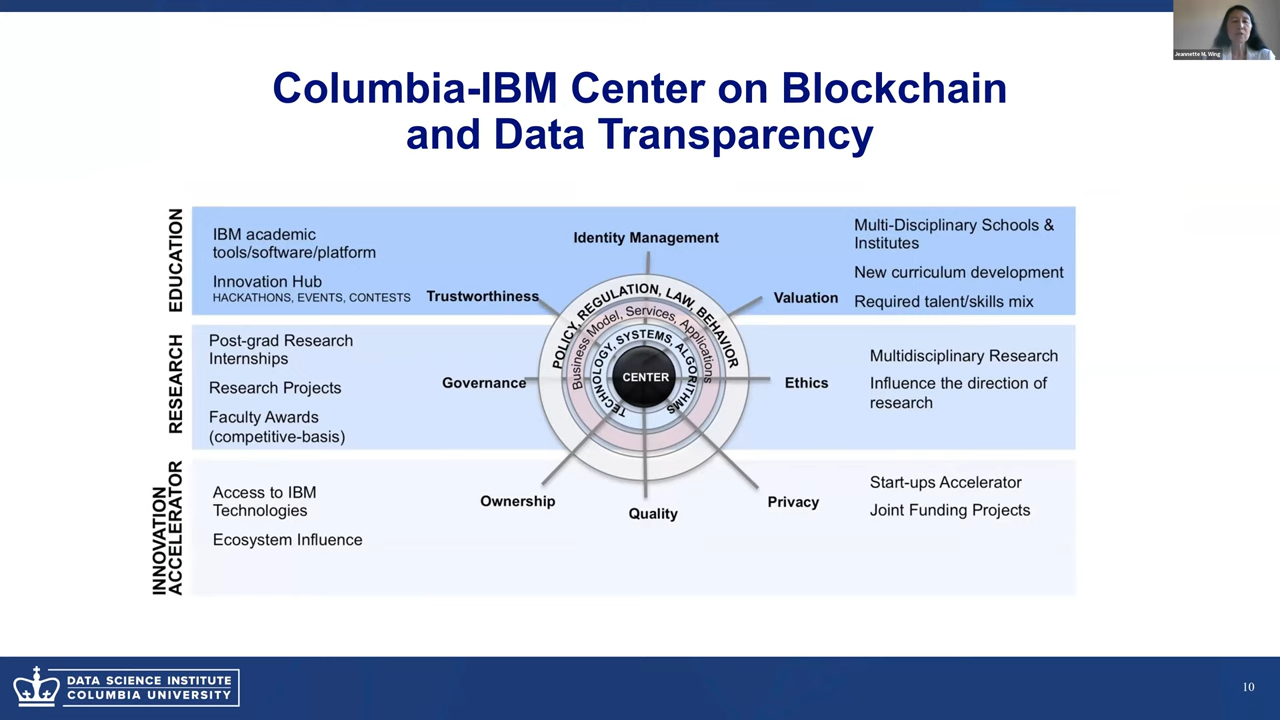 Jeannette M. Wing
Columbia-IBM Center on Blockchain
and Data Transparency
EDUCATION
IBM academic
tools/software/platform
Innovation Hub
HACKATHONS, EVENTS, CONTESTS
Identity Management
Trustworthiness
Valuation
Multi-Disciplinary Schools &
Institutes
New curriculum development
Required talent/skills mix
RESEARCH
Post-grad Research
Internships
Research Projects
Faculty Awards
(competitive-basis)
Governance
POLICY, REGULATION, LAW, BEHAVIOR
Business Model, Services, Applications
TECHNOLOGY, SYSTEMS, ALGORITHMS
CENTER
Ethics
Multidisciplinary Research
Influence the direction of
research
INNOVATION
ACCELERATOR
Access to IBM
Technologies
Ecosystem Influence
Ownership
Quality
Privacy
Start-ups Accelerator
Joint Funding Projects
DATA SCIENCE INSTITUTE
COLUMBIA UNIVERSITY
10